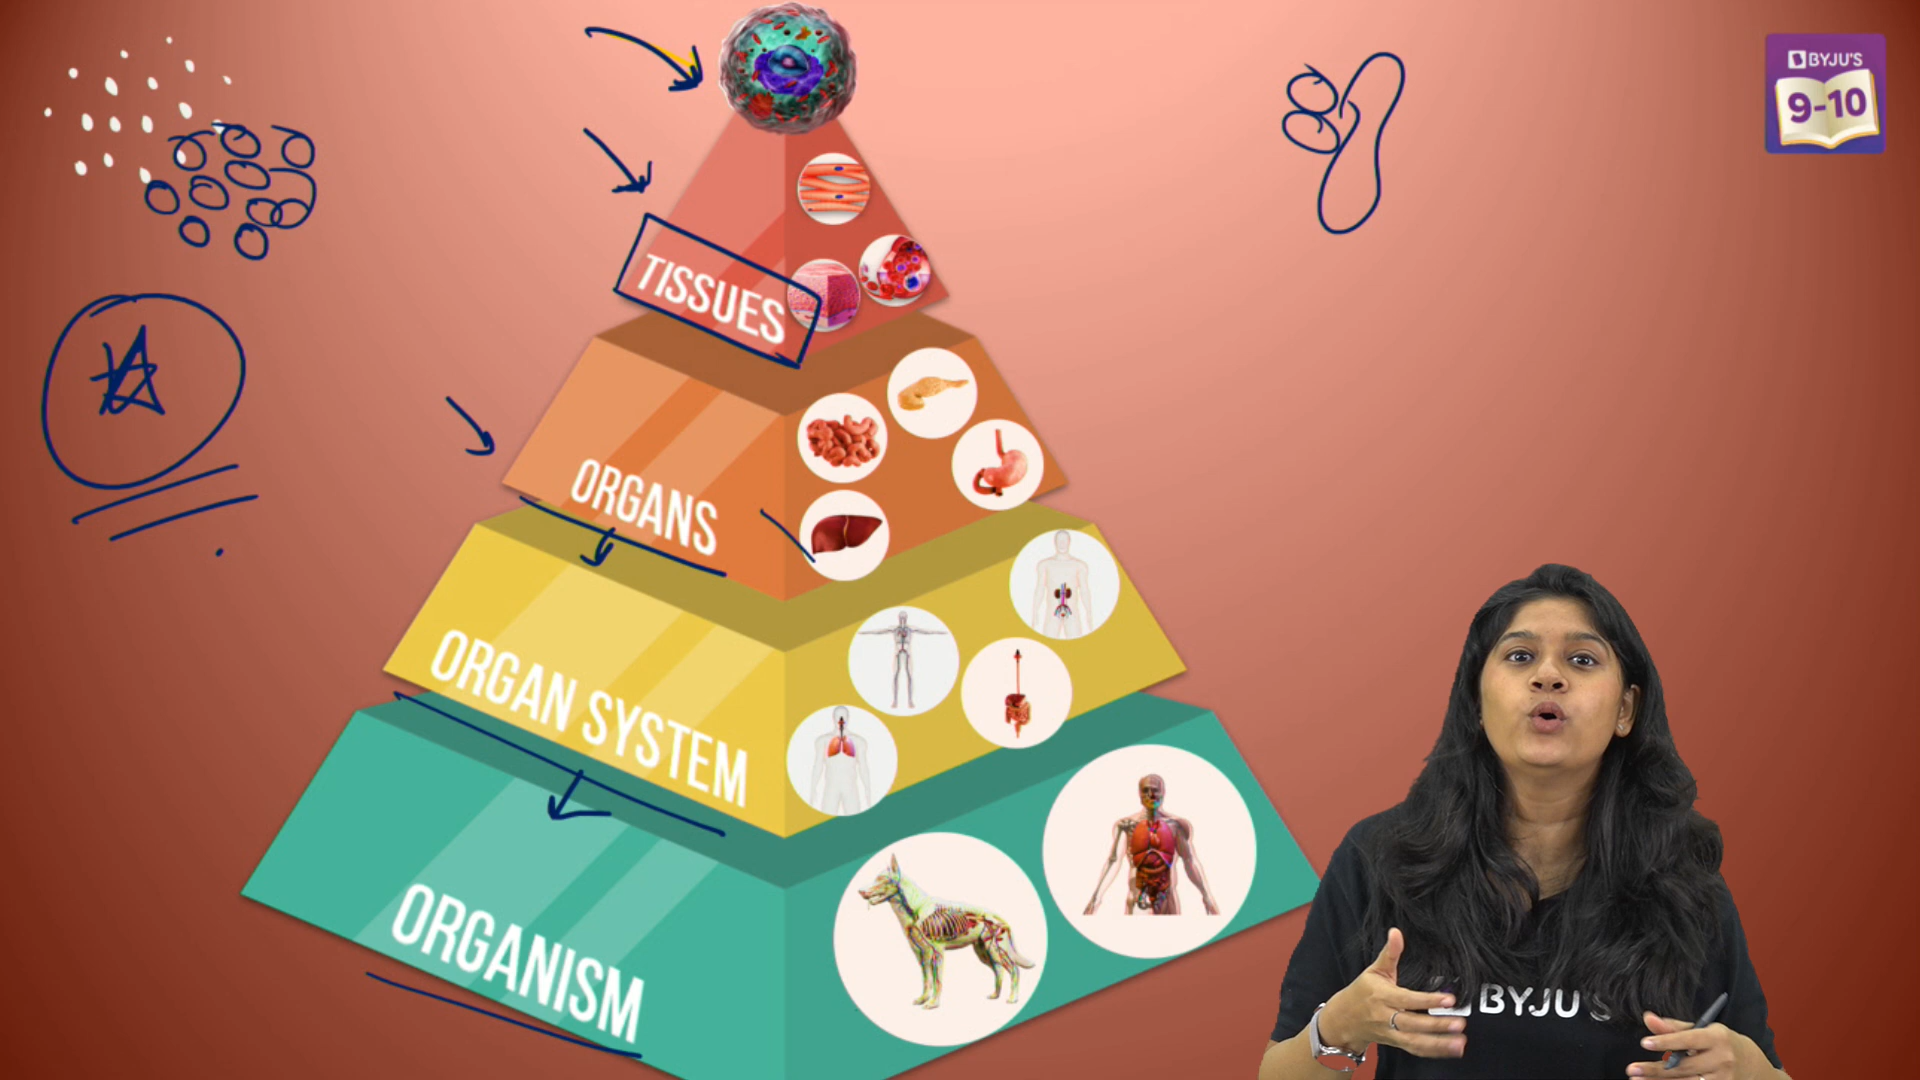 BYJU'S
9-10
TISSUES
ORGANS
ORGAN SYSTEM
ORGANISM
BYJU'S